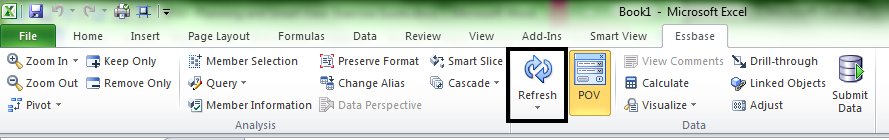 Book1 - Microsoft Excel
File Home Insert Page Layout Formulas Data Review View Developer Add-Ins Smart View Essbase
Zoom In Keep Only Member Selection Preserve Format Smart Slice View Comments Drill-through
Zoom Out Remove Only Query Change Alias Cascade Refresh POV Calculate Linked Objects Submit
Pivot Member Information Data Perspective Visualize Adjust Data
Analysis Data